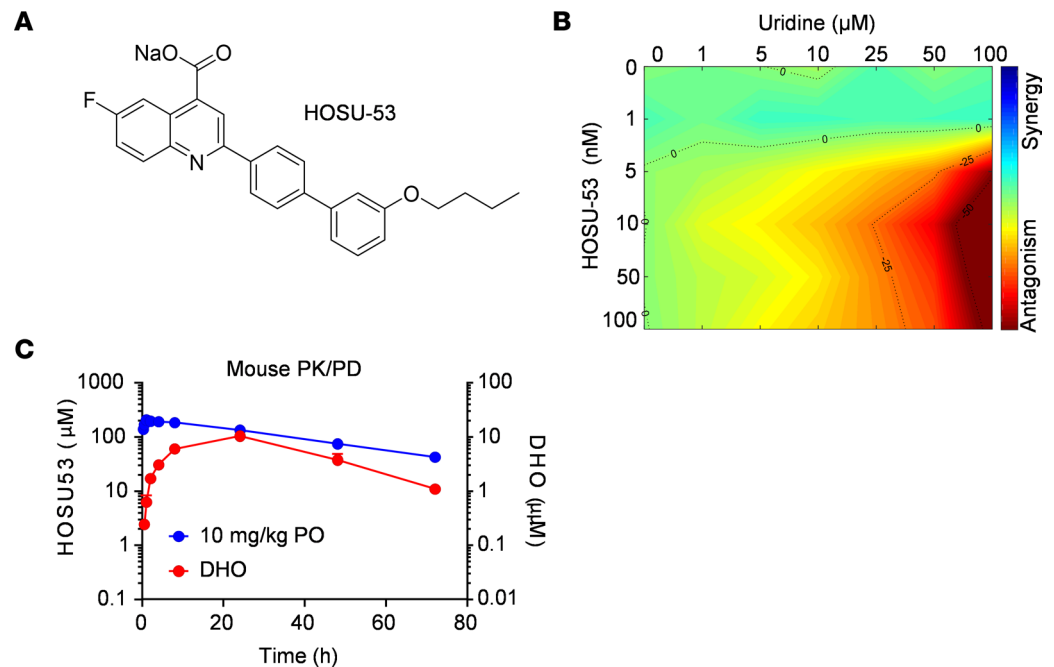 A
NaO
O
F
N
O
HOSU-53
B
Uridine (µM)
0 1 5 10 25 50 100
HOSU-53 (nM)
0
1
5
10
50
100
0
0
0
-25
-50
-25
0
0
Synergy
Antagonism
C
Mouse PK/PD
HOSU53 (µM)
1000
100
10
1
0.1
DHO (µM)
100
10
1
0.1
0.01
10 mg/kg PO
DHO
0 20 40 60 80
Time (h)